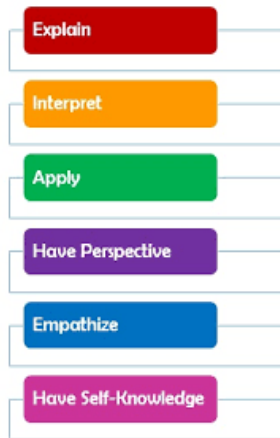 Explain
Interpret
Apply
Have Perspective
Empathize
Have Self-Knowledge